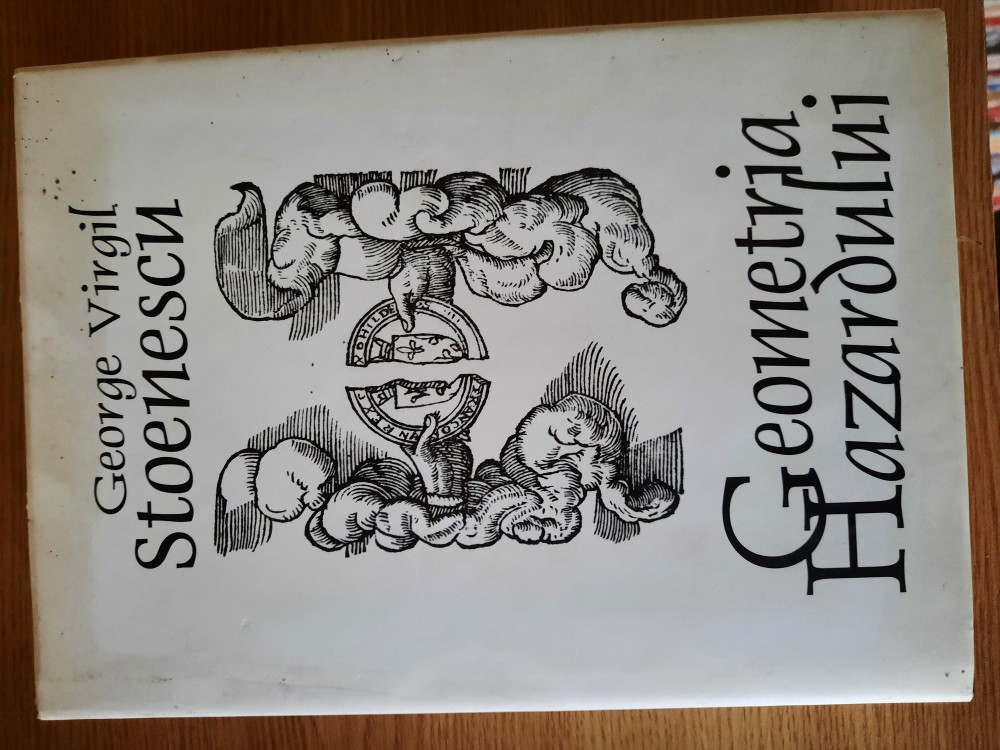 George Virgil
Stoenescu
Geometria
Hazardului